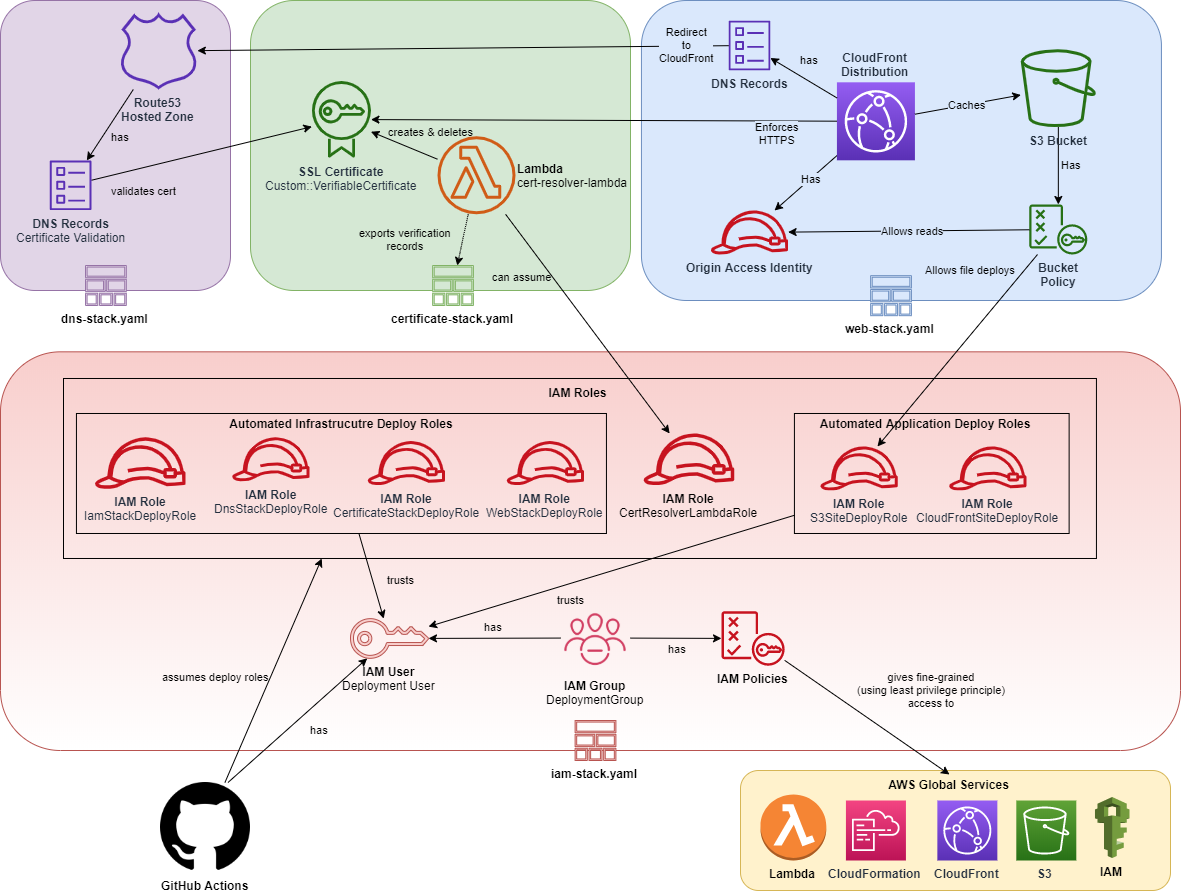 Route53
Hosted Zone
has
DNS Records
Certificate Validation
validates cert
dns-stack.yaml
SSL Certificate
Custom::VerifiableCertificate
creates & deletes
Lambda
cert-resolver-lambda
exports verification
records
can assume
certificate-stack.yaml
Redirect
to
CloudFront
DNS Records
has
CloudFront
Distribution
Caches
S3 Bucket
Enforces
HTTPS
Has
Has
Allows reads
Origin Access Identity
Allows file deploys
Bucket
Policy
web-stack.yaml
IAM Roles
Automated Infrastrucutre Deploy Roles
IAM Role
IamStackDeployRole
IAM Role
DnsStackDeployRole
IAM Role
CertificateStackDeployRole
IAM Role
WebStackDeployRole
IAM Role
CertResolverLambdaRole
Automated Application Deploy Roles
IAM Role
S3SiteDeployRole
IAM Role
CloudFrontSiteDeployRole
trusts
trusts
has
has
IAM User
Deployment User
IAM Group
DeploymentGroup
IAM Policies
assumes deploy roles
has
gives fine-grained
(using least privilege principle)
access to
iam-stack.yaml
GitHub Actions
AWS Global Services
Lambda
CloudFormation
CloudFront
S3
IAM